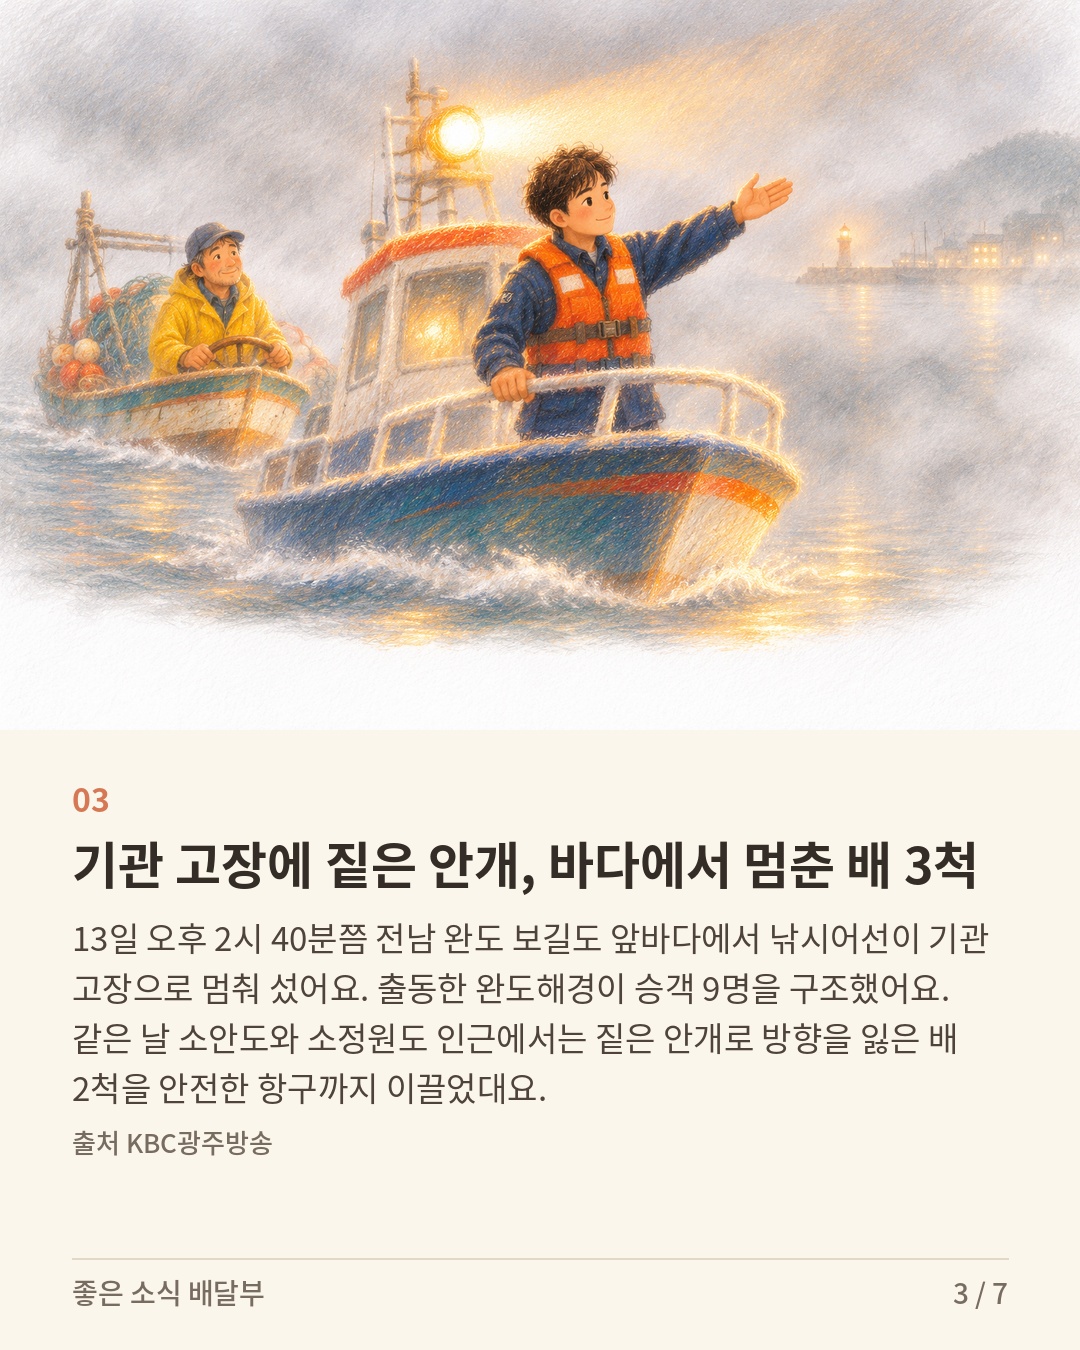 03
기관 고장에 짙은 안개, 바다에서 멈춘 배 3척
13일 오후 2시 40분쯤 전남 완도 보길도 앞바다에서 낚시어선이 기관
고장으로 멈춰 섰어요. 출동한 완도해경이 승객 9명을 구조했어요.
같은 날 소안도와 소정원도 인근에서는 짙은 안개로 방향을 잃은 배
2척을 안전한 항구까지 이끌었대요.
출처 KBC광주방송
좋은 소식 배달부
3 / 7